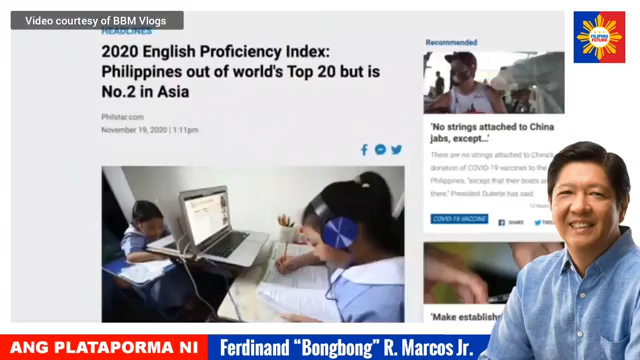 Video courtesy of BBM Vlogs
HEADLINES
2020 English Proficiency Index:
Philippines out of world's Top 20 but is
No.2 in Asia
Philstar.com
November 19, 2020 | 1:11pm
Recommended
'No strings attached to China
jabs, except...'
There are no strings attached to China's
donation of COVID-19 vaccines to the
Philippines, "except that their boats are
there," President Duterte has said.
COVID-19 VACCINE
SHARE
'Make establish
FILIPINO
FUTURE
ANG PLATAPORMA NI
Ferdinand "Bongbong" R. Marcos Jr.